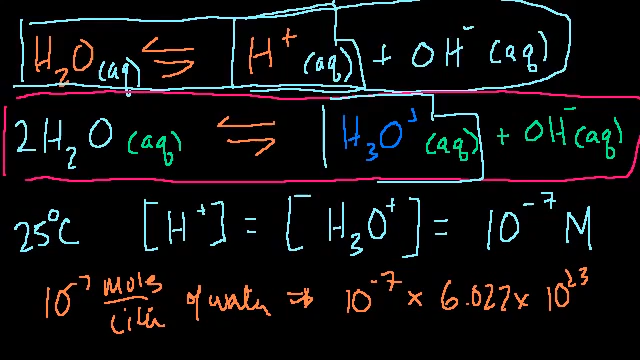 H₂O (aq) ⇌ H⁺ (aq) + OH⁻ (aq)
2H₂O (aq) ⇌ H₃O⁺ (aq) + OH⁻ (aq)
25°C [H⁺] = [H₃O⁺] = 10⁻⁷ M
10⁻⁷ moles/liter of water ⇒ 10⁻⁷ × 6.022 × 10²³